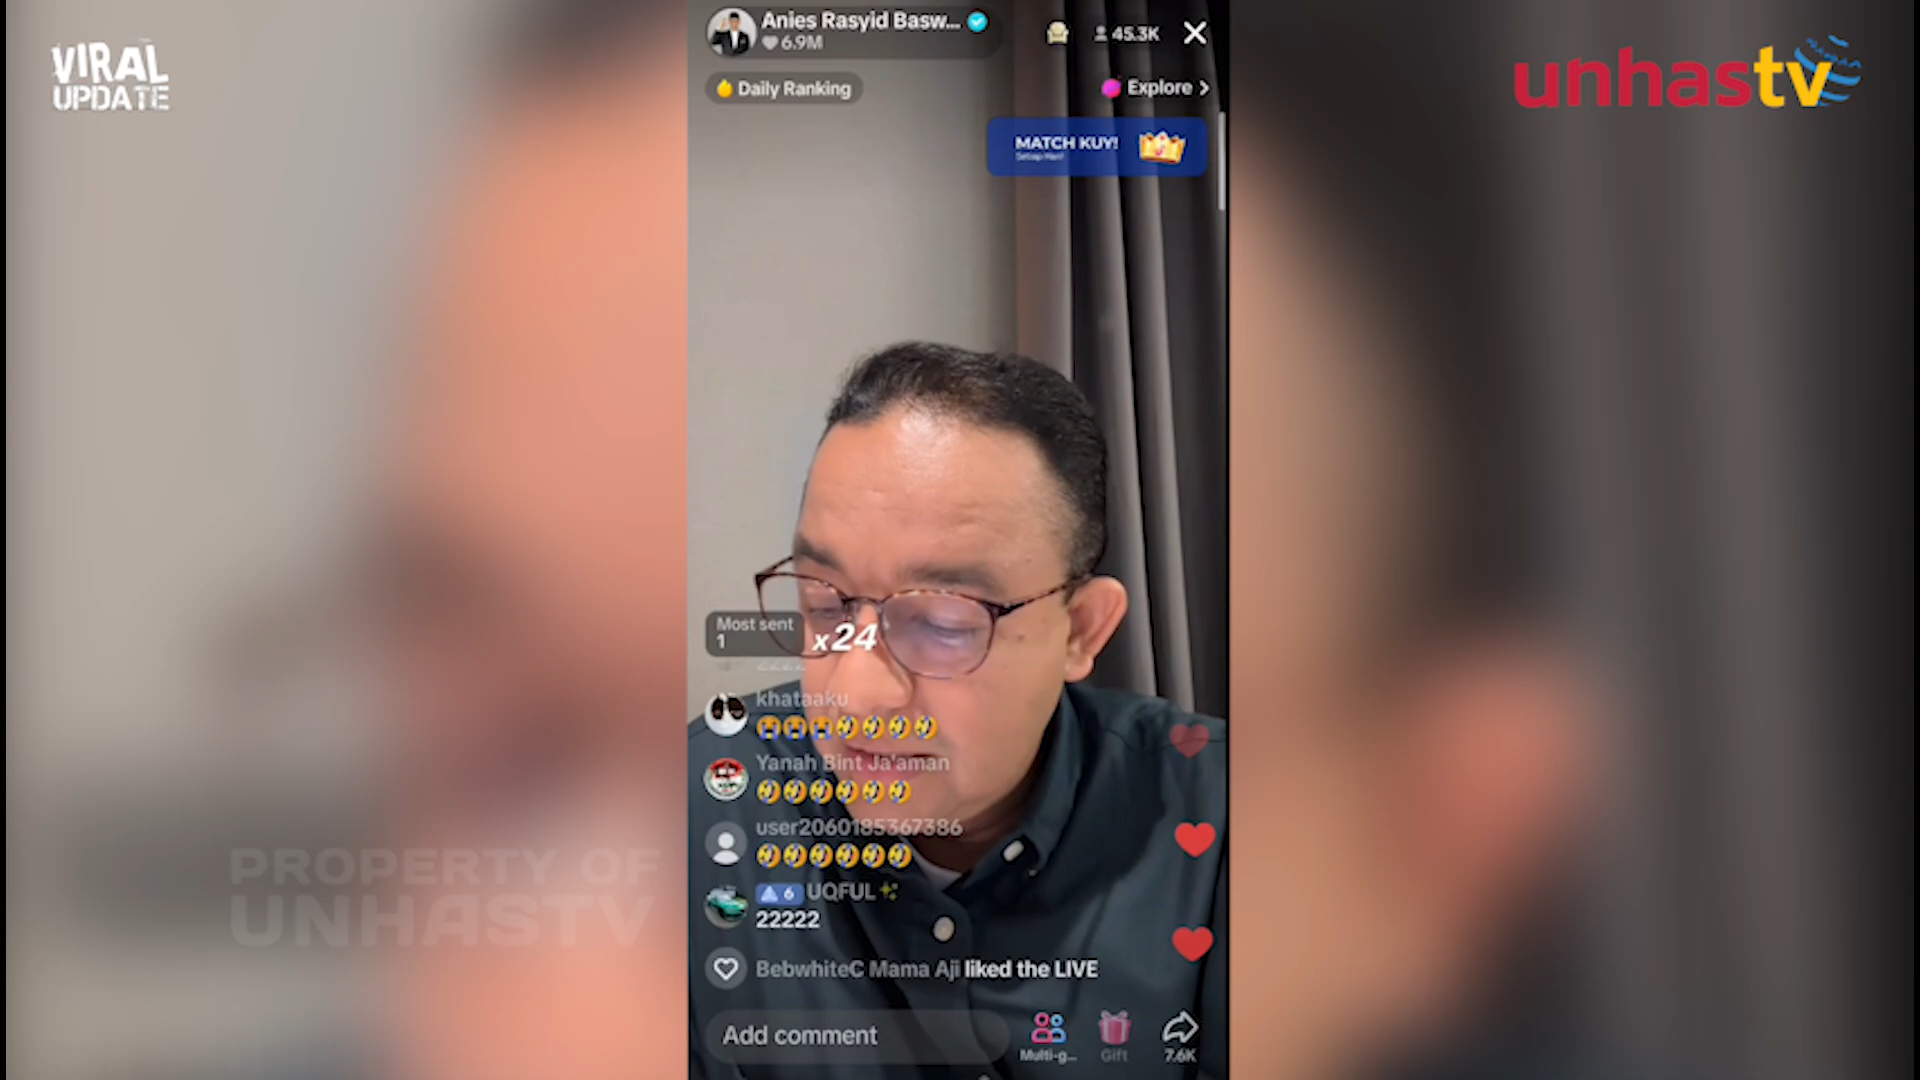 VIRAL
UPDATE
unhastv
Anies Rasyid Basw...
6.9M
45.3K
Daily Ranking
Explore >
MATCH KUY!
Setiap Hari!
Most sent
1
x24
khataaku
😭😭😭🤣🤣🤣🤣
Yanah Bint Ja'aman
🤣🤣🤣🤣🤣🤣
user2060185367386
🤣🤣🤣🤣🤣🤣
6 UQFUL✨
22222
BebwhiteC Mama Aji liked the LIVE
Add comment
Multi-g...
Gift
7.6K
PROPERTY OF
UNHASTV